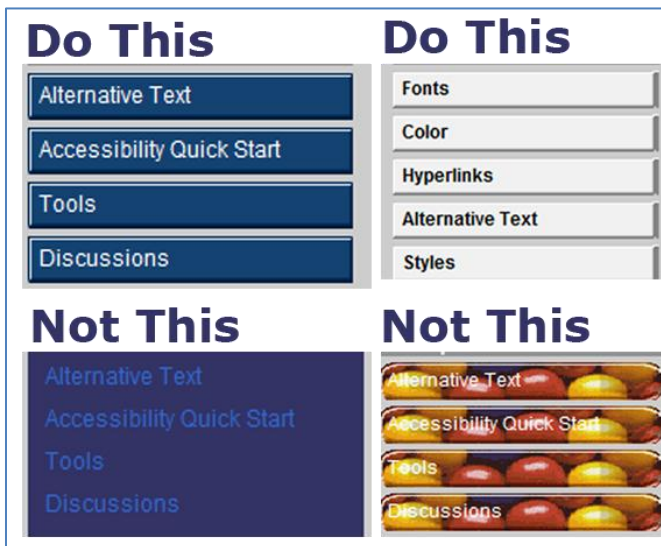 Do This
Alternative Text
Accessibility Quick Start
Tools
Discussions
Do This
Fonts
Color
Hyperlinks
Alternative Text
Styles
Not This
Alternative Text
Accessibility Quick Start
Tools
Discussions
Not This
Alternative Text
Accessibility Quick Start
Tools
Discussions